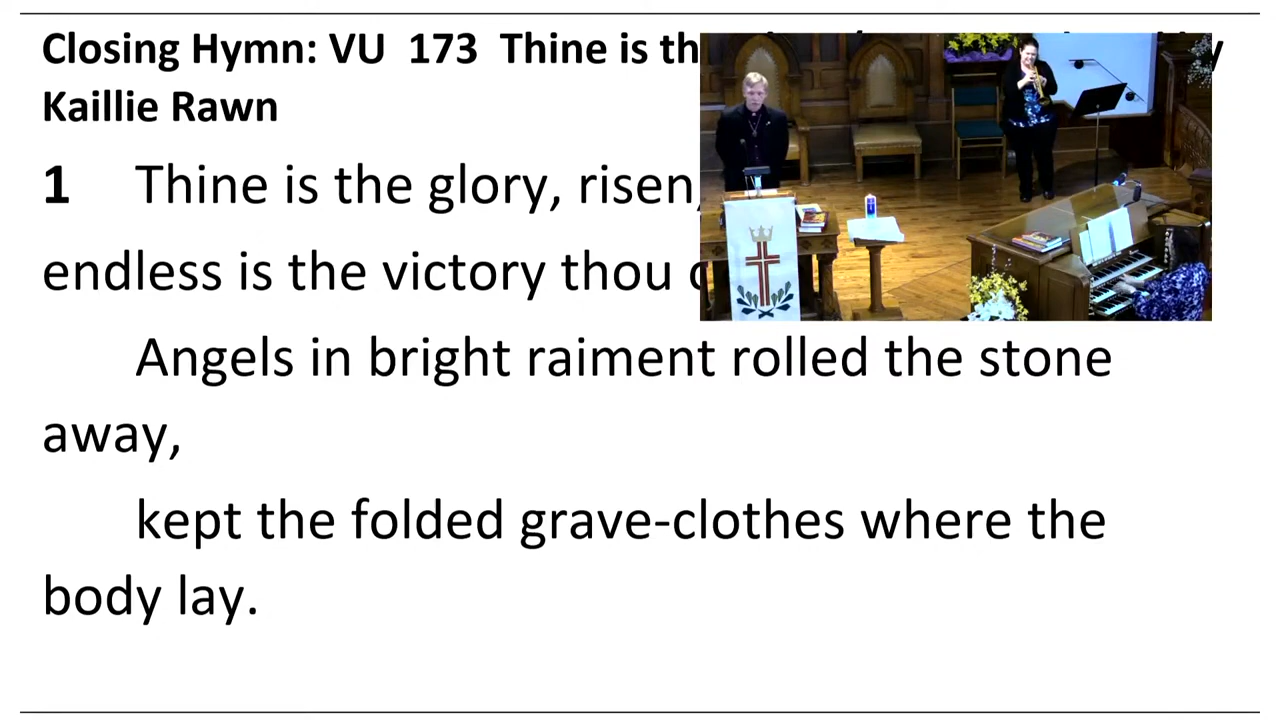 Closing Hymn: VU 173 Thine is
Kaillie Rawn
1 Thine is the glory, risen,
endless is the victory thou
Angels in bright raiment rolled the stone
away,
kept the folded grave-clothes where the
body lay.